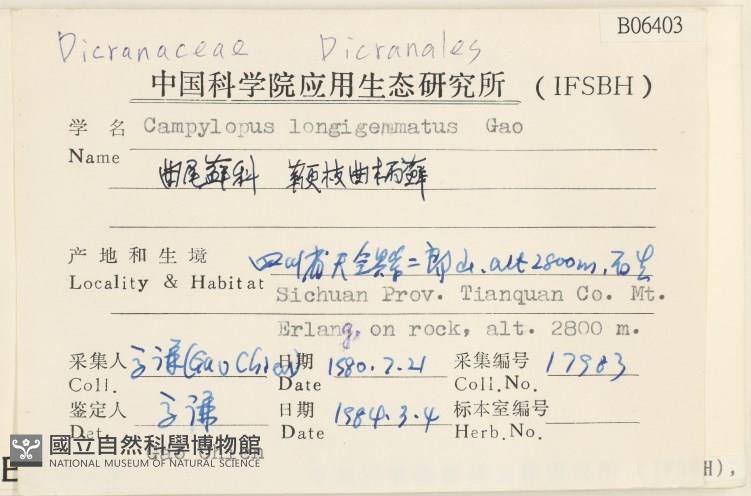 B06403
Dicranaceae Dicranales
中国科学院应用生态研究所 (IFSBH)
学 名 Campylopus longigemmatus Gao
Name
曲尾藓科 鞭枝曲柄藓
产地和生境 四川省天全县二郎山.alt 2800m.石生
Locality & Habitat Sichuan Prov. Tianquan Co. Mt.
Erlang, on rock, alt. 2800 m.
采集人 高谦(Gao Chien) 日期 1980.7.21 采集编号 17983
Coll. Date Coll.No.
鉴定人 高谦 日期 1984.3.4 标本室编号
Det. Date Herb.No.
Gao Chien
國立自然科學博物館
NATIONAL MUSEUM OF NATURAL SCIENCE
H),